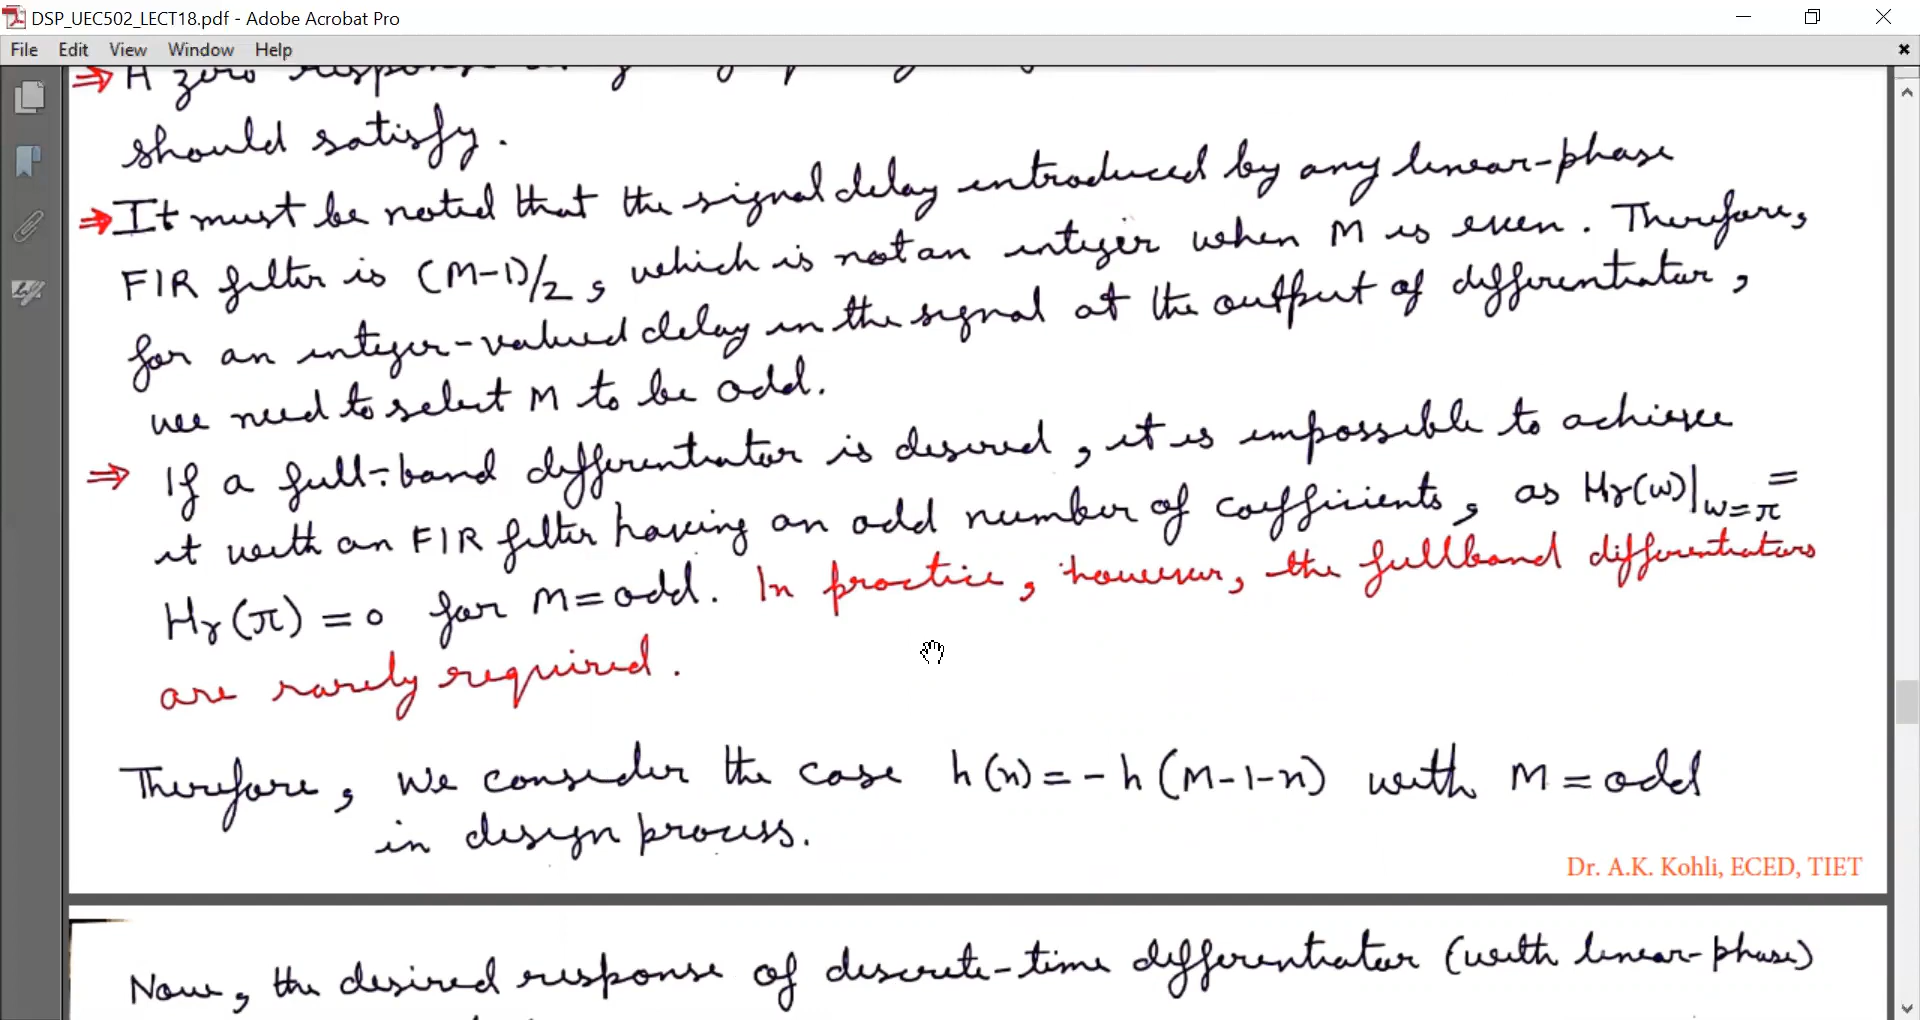 DSP_UEC502_LECT18.pdf - Adobe Acrobat Pro
File Edit View Window Help
⇒ A zero response
should satisfy.
⇒ It must be noted that the signal delay introduced by any linear-phase
FIR filter is (M-1)/2, which is not an integer when M is even. Therefore,
for an integer-valued delay in the signal at the output of differentiator,
we need to select M to be odd.
⇒ If a full-band differentiator is desired, it is impossible to achieve
it with an FIR filter having an odd number of coefficients, as Hr(w)|w=π =
Hr(π) = 0 for M = odd. In practice, however, the fullband differentiators
are rarely required.
Therefore, we consider the case h(n) = - h(M-1-n) with M = odd
in design process.
Dr. A.K. Kohli, ECED, TIET
Now, the desired response of discrete-time differentiator (with linear-phase)